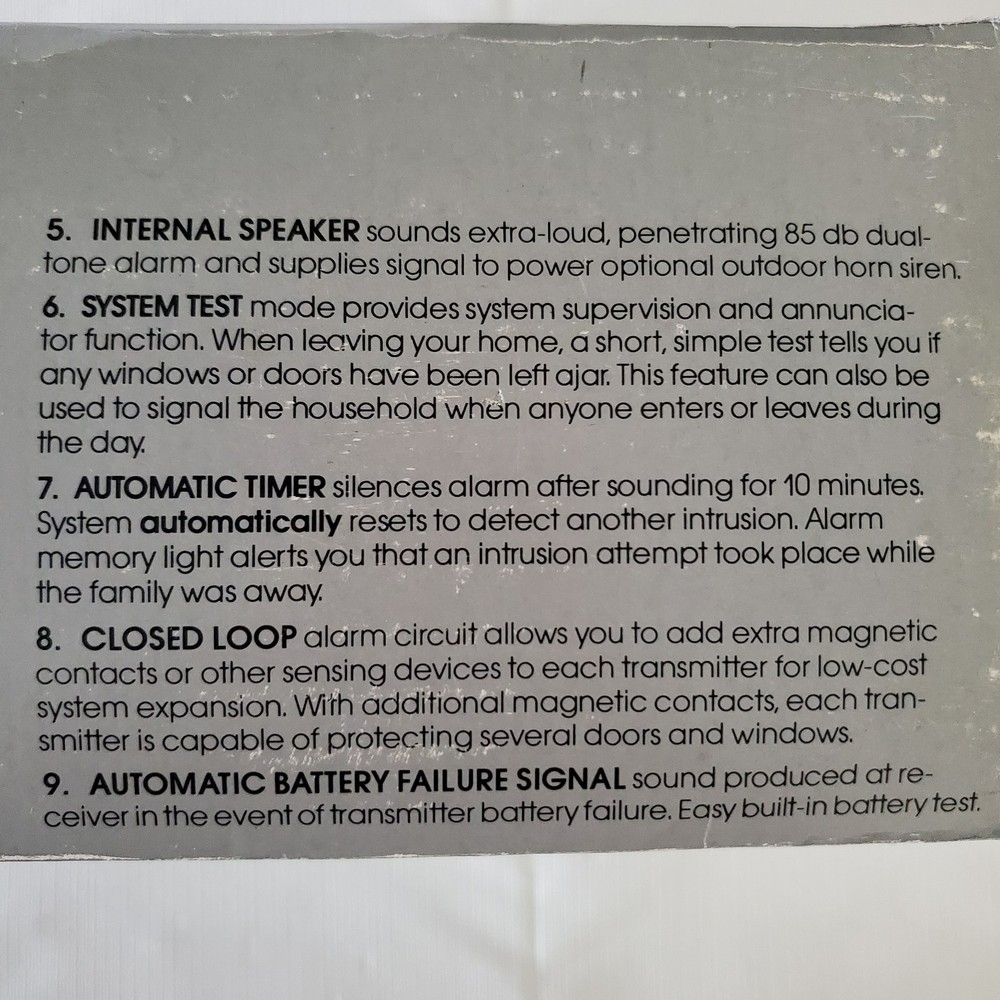 5. INTERNAL SPEAKER sounds extra-loud, penetrating 85 db dual-
tone alarm and supplies signal to power optional outdoor horn siren.
6. SYSTEM TEST mode provides system supervision and annuncia-
tor function. When leaving your home, a short, simple test tells you if
any windows or doors have been left ajar. This feature can also be
used to signal the household when anyone enters or leaves during
the day.
7. AUTOMATIC TIMER silences alarm after sounding for 10 minutes.
System automatically resets to detect another intrusion. Alarm
memory light alerts you that an intrusion attempt took place while
the family was away.
8. CLOSED LOOP alarm circuit allows you to add extra magnetic
contacts or other sensing devices to each transmitter for low-cost
system expansion. With additional magnetic contacts, each tran-
smitter is capable of protecting several doors and windows.
9. AUTOMATIC BATTERY FAILURE SIGNAL sound produced at re-
ceiver in the event of transmitter battery failure. Easy built-in battery test.